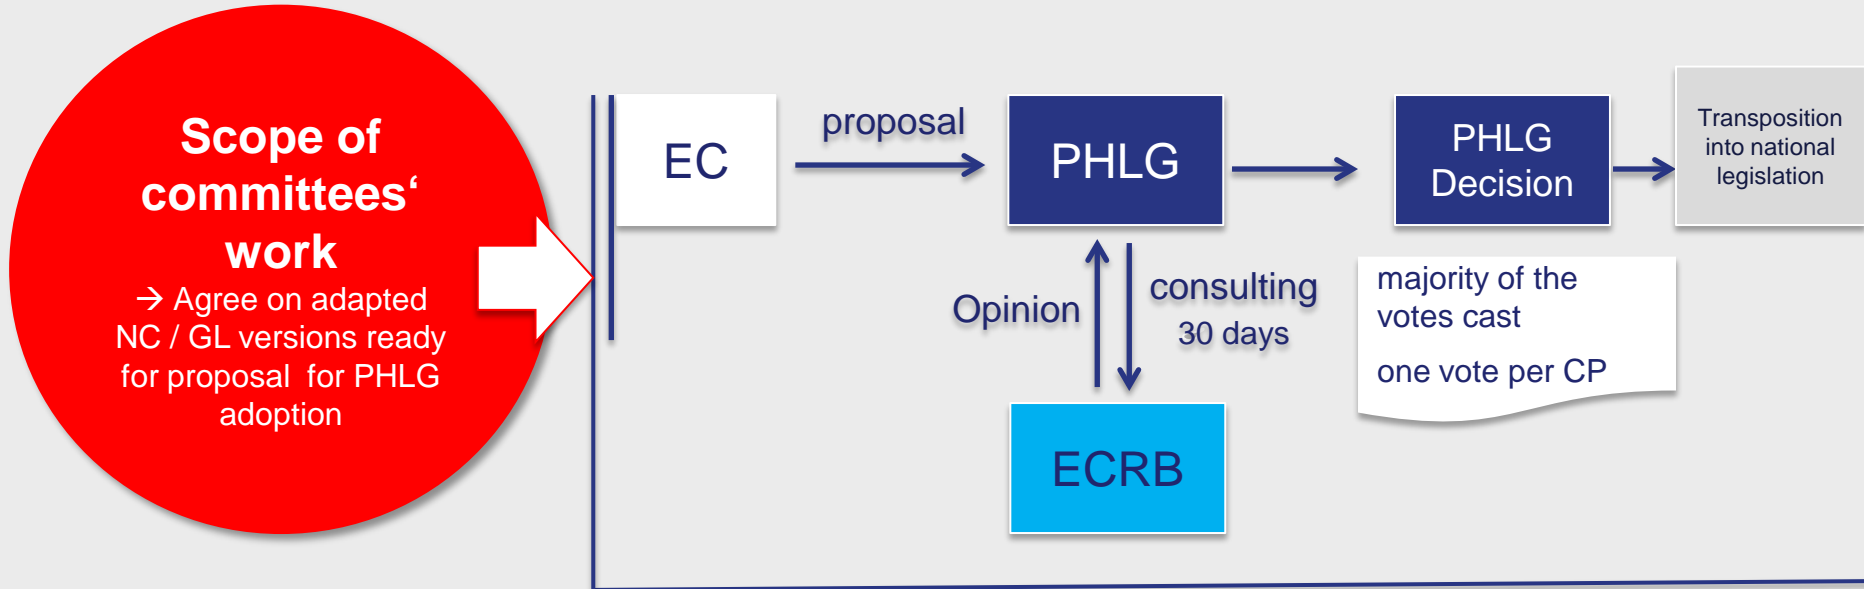 Scope of
committees‘
work
→ Agree on adapted
NC / GL versions ready
for proposal for PHLG
adoption
EC
proposal
PHLG
PHLG
Decision
Transposition
into national
legislation
Opinion
consulting
30 days
majority of the
votes cast
one vote per CP
ECRB